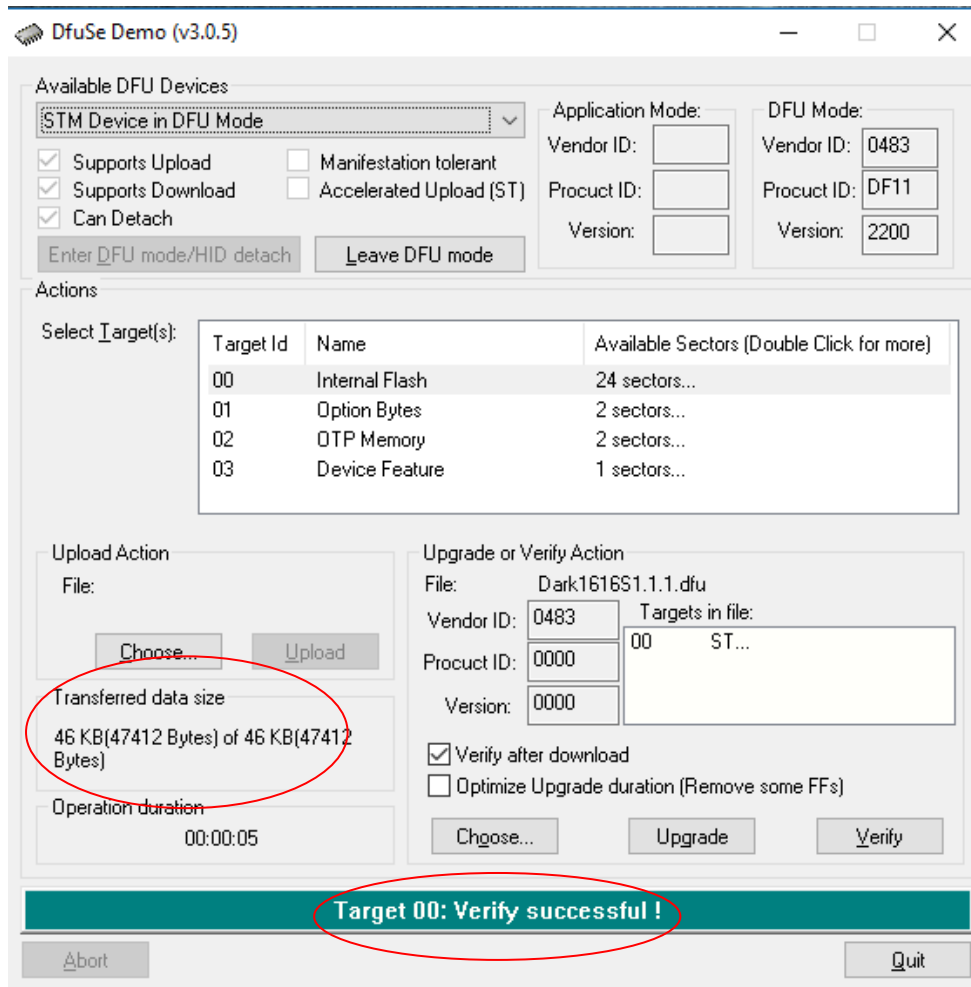 DfuSe Demo (v3.0.5)
Available DFU Devices
STM Device in DFU Mode
Supports Upload
Manifestation tolerant
Supports Download
Accelerated Upload (ST)
Can Detach
Enter DFU mode/HID detach
Leave DFU mode
Application Mode:
Vendor ID:
Procuct ID:
Version:
DFU Mode:
Vendor ID: 0483
Procuct ID: DF11
Version: 2200
Actions
Select Target(s):
Target Id Name Available Sectors (Double Click for more)
00 Internal Flash 24 sectors...
01 Option Bytes 2 sectors...
02 OTP Memory 2 sectors...
03 Device Feature 1 sectors...
Upload Action
File:
Choose...
Upload
Transferred data size
46 KB(47412 Bytes) of 46 KB(47412
Bytes)
Operation duration
00:00:05
Upgrade or Verify Action
File: Dark1616S1.1.1.dfu
Vendor ID: 0483
Procuct ID: 0000
Version: 0000
Targets in file:
00 ST...
Verify after download
Optimize Upgrade duration (Remove some FFs)
Choose...
Upgrade
Verify
Target 00: Verify successful !
Abort
Quit